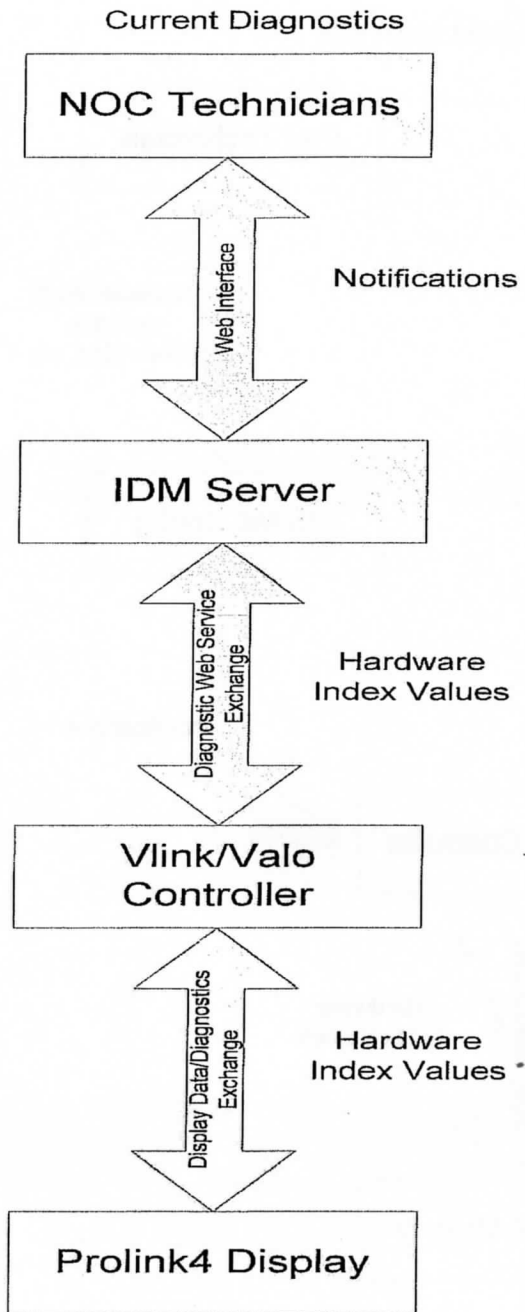 Current Diagnostics
NOC Technicians
Web Interface
Notifications
IDM Server
Diagnostic Web Service
Exchange
Hardware
Index Values
Vlink/Valo
Controller
Display Data/Diagnostics
Exchange
Hardware
Index Values
Prolink4 Display